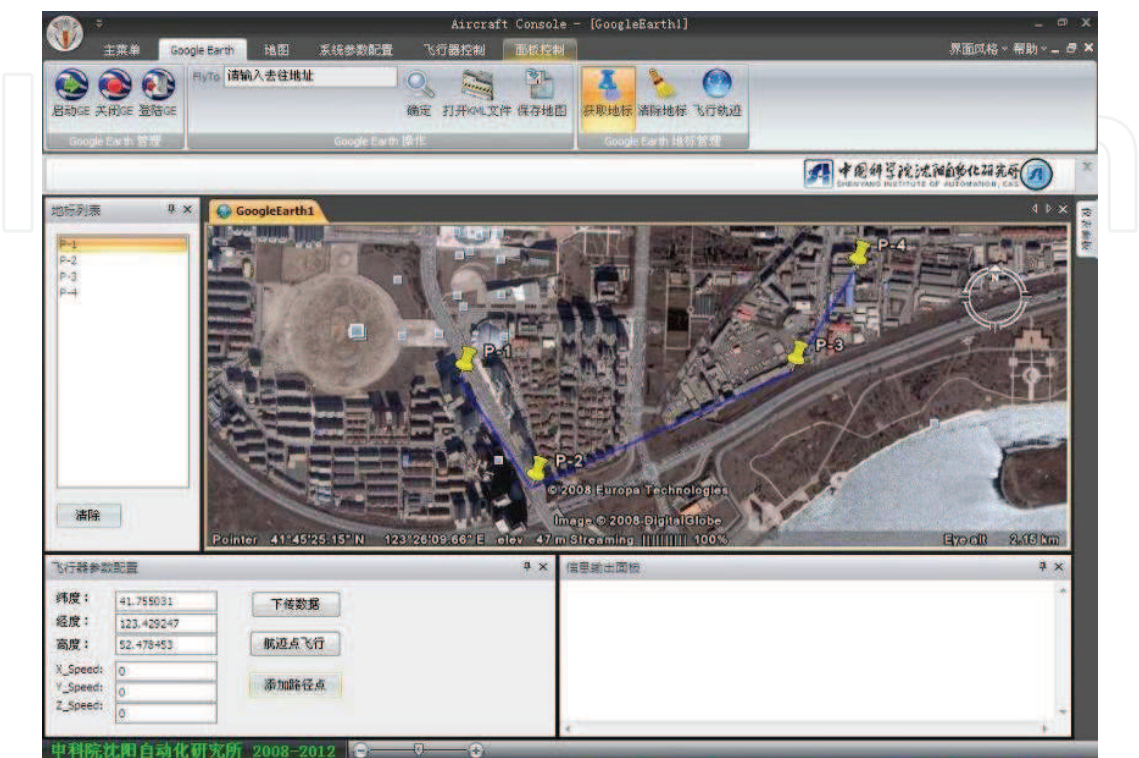 Aircraft Console - [GoogleEarth1]
主菜单 Google Earth 地图 系统参数配置 飞行器控制 面板控制 界面风格 帮助
FlyTo 请输入去往地址
启动GE 关闭GE 登陆GE 确定 打开KML文件 保存地图 获取地标 清除地标 飞行轨迹
Google Earth 管理 Google Earth 操作 Google Earth 地标管理
中国科学院沈阳自动化研究所
SHENYANG INSTITUTE OF AUTOMATION, CAS
地标列表
GoogleEarth1
P-1
P-2
P-3
P-4
清除
P-4
P-3
P-1
P-2
N
© 2008 Europa Technologies
Image © 2008 DigitalGlobe
Pointer 41°45'25.15" N 123°26'09.66" E elev 47 m Streaming 100% Eye alt 2.15 km
飞行器参数配置
纬度： 41.755031
经度： 123.429247
高度： 52.478453
X_Speed: 0
Y_Speed: 0
Z_Speed: 0
下传数据
航迹点飞行
添加路径点
信息输出面板
中科院沈阳自动化研究所 2008-2012